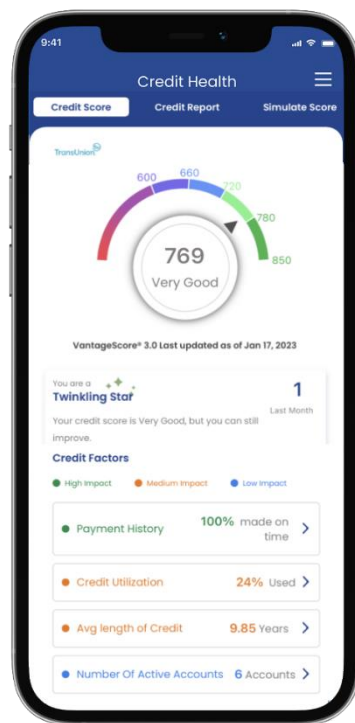 9:41
Credit Health
Credit Score Credit Report Simulate Score
TransUnion
600 660 720 780 850
769
Very Good
VantageScore® 3.0 Last updated as of Jan 17, 2023
You are a
Twinkling Star
1
Last Month
Your credit score is Very Good, but you can still
improve.
Credit Factors
High Impact Medium Impact Low Impact
Payment History 100% made on
time
Credit Utilization 24% Used
Avg length of Credit 9.85 Years
Number Of Active Accounts 6 Accounts